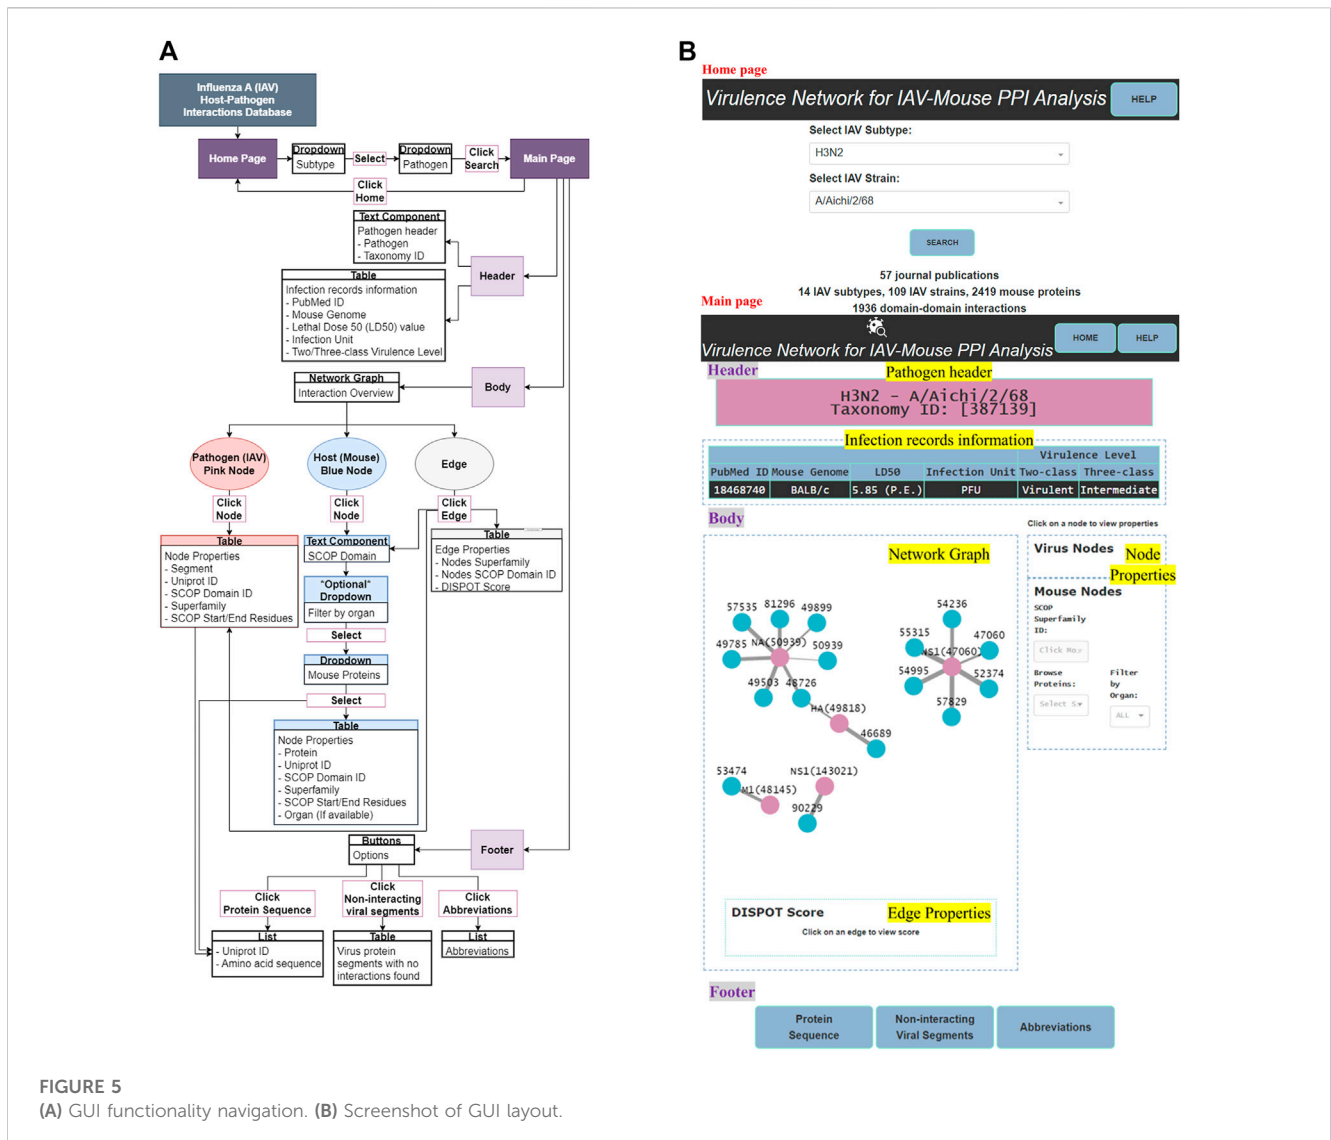 A
Influenza A (IAV)
Host-Pathogen
Interactions Database
Home Page
Dropdown
Subtype
Select
Dropdown
Pathogen
Click
Search
Main Page
Click
Home
Text Component
Pathogen header
- Pathogen
- Taxonomy ID
Header
Table
Infection records information
- PubMed ID
- Mouse Genome
- Lethal Dose 50 (LD50) value
- Infection Unit
- Two/Three-class Virulence Level
Network Graph
Interaction Overview
Body
Pathogen (IAV)
Pink Node
Host (Mouse)
Blue Node
Edge
Click
Node
Click
Node
Click
Edge
Table
Node Properties
- Segment
- Uniprot ID
- SCOP Domain ID
- Superfamily
- SCOP Start/End Residues
Text Component
SCOP Domain
"Optional"
Dropdown
Filter by organ
Select
Dropdown
Mouse Proteins
Select
Table
Edge Properties
- Nodes Superfamily
- Nodes SCOP Domain ID
- DISPOT Score
Table
Node Properties
- Protein
- Uniprot ID
- SCOP Domain ID
- Superfamily
- SCOP Start/End Residues
- Organ (If available)
Buttons
Options
Footer
Click
Protein Sequence
Click
Non-interacting
viral segments
Click
Abbreviations
List
- Uniprot ID
- Amino acid sequence
Table
Virus protein
segments with no
interactions found
List
Abbreviations
B
Home page
Virulence Network for IAV-Mouse PPI Analysis
HELP
Select IAV Subtype:
H3N2
Select IAV Strain:
A/Aichi/2/68
SEARCH
57 journal publications
14 IAV subtypes, 109 IAV strains, 2419 mouse proteins
1936 domain-domain interactions
Main page
Virulence Network for IAV-Mouse PPI Analysis
HOME
HELP
Header
Pathogen header
H3N2 - A/Aichi/2/68
Taxonomy ID: [387139]
Infection records information
Virulence Level
PubMed ID Mouse Genome LD50 Infection Unit Two-class Three-class
18468740 BALB/c 5.85 (P.E.) PFU Virulent Intermediate
Body
Click on a node to view properties
Network Graph
Virus Nodes
Node
Properties
Mouse Nodes
SCOP
Superfamily
ID:
Click Mo
Browse
Proteins:
Select S
Filter
by
Organ:
ALL
57535
81296
49899
49785
NA(50939)
50939
49503
48726
HA(49818)
46689
54236
55315
47060
NS1(47060)
54995
52374
57829
53474
M1(48145)
NS1(143021)
90229
DISPOT Score
Edge Properties
Click on an edge to view score
Footer
Protein
Sequence
Non-interacting
Viral Segments
Abbreviations
FIGURE 5
(A) GUI functionality navigation. (B) Screenshot of GUI layout.